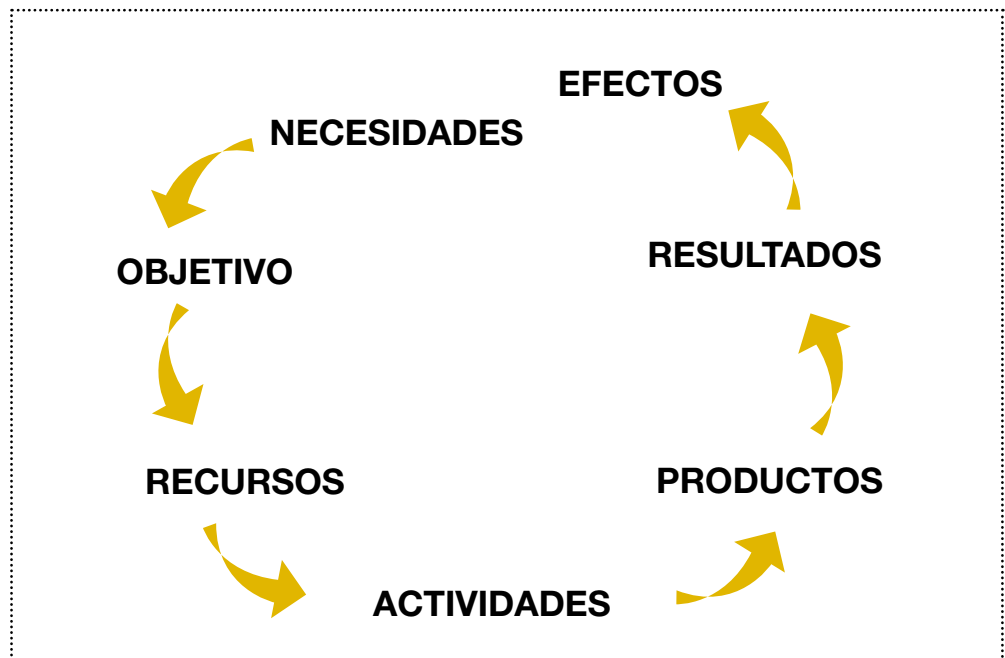 EFECTOS
NECESIDADES
OBJETIVO
RESULTADOS
RECURSOS
PRODUCTOS
ACTIVIDADES